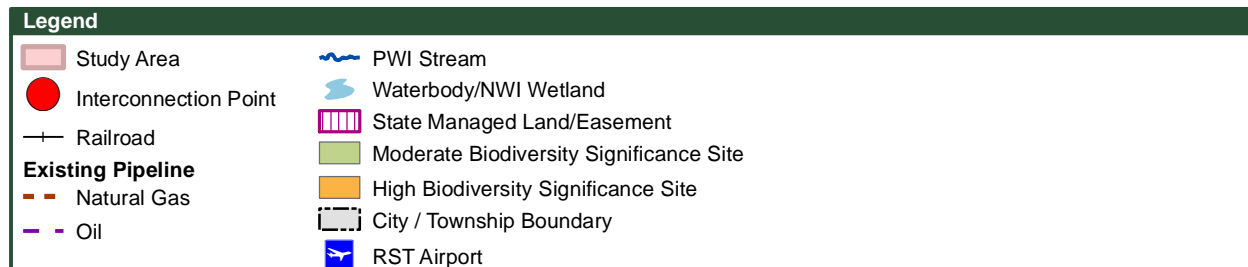 Legend
Study Area
Interconnection Point
Railroad
Existing Pipeline
Natural Gas
Oil
PWI Stream
Waterbody/NWI Wetland
State Managed Land/Easement
Moderate Biodiversity Significance Site
High Biodiversity Significance Site
City / Township Boundary
RST Airport